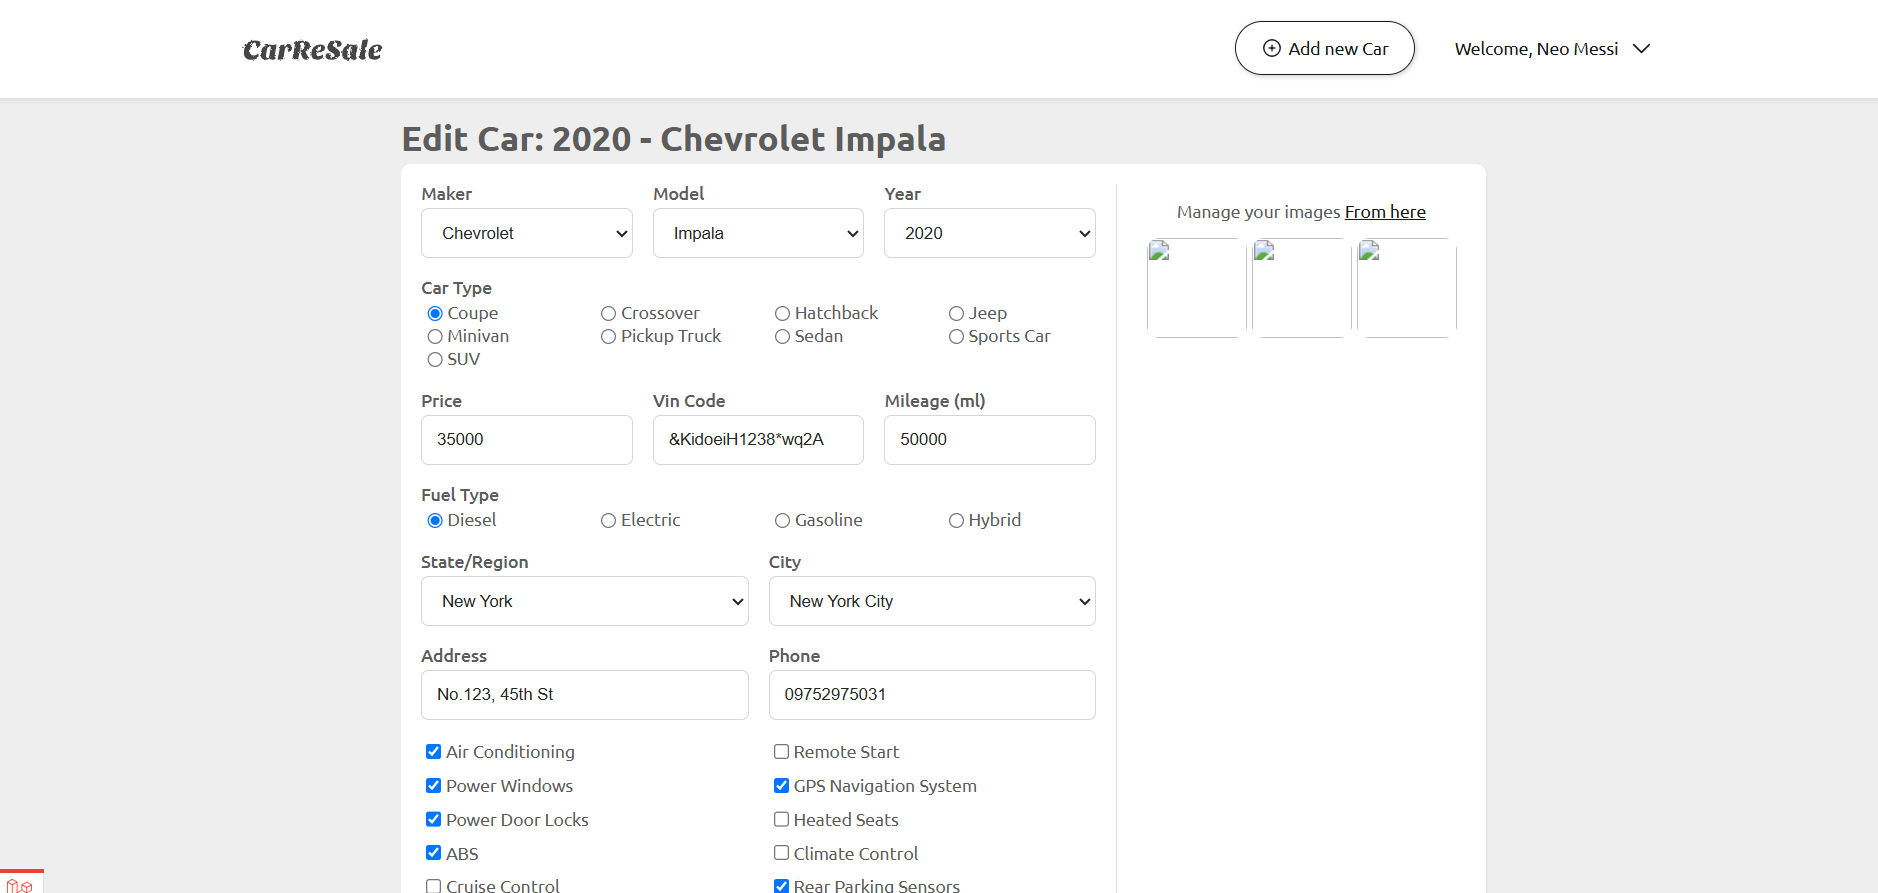 CarReSale
Add new Car
Welcome, Neo Messi
Edit Car: 2020 - Chevrolet Impala
Maker Model Year
Chevrolet Impala 2020
Car Type
Coupe Crossover Hatchback Jeep
Minivan Pickup Truck Sedan Sports Car
SUV
Price Vin Code Mileage (ml)
35000 &KidoeiH1238*wq2A 50000
Fuel Type
Diesel Electric Gasoline Hybrid
State/Region City
New York New York City
Address Phone
No.123, 45th St 09752975031
Air Conditioning Remote Start
Power Windows GPS Navigation System
Power Door Locks Heated Seats
ABS Climate Control
Cruise Control Rear Parking Sensors
Manage your images From here